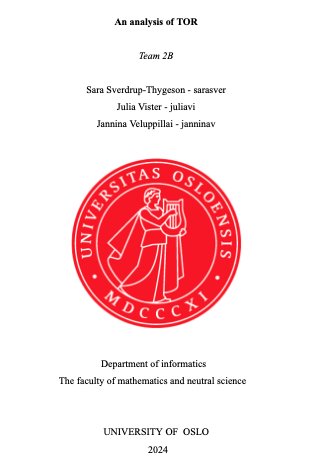 An analysis of TOR
Team 2B
Sara Sverdrup-Thygeson - sarasver
Julia Vister - juliavi
Jannina Veluppillai - janninav
UNIVERSITAS OSLOENSIS
MDCCCXI
Department of informatics
The faculty of mathematics and neutral science
UNIVERSITY OF OSLO
2024